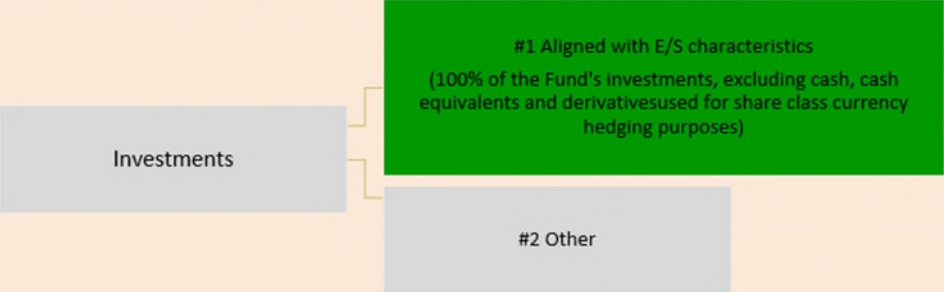 #1 Aligned with E/S characteristics
(100% of the Fund's investments, excluding cash, cash
equivalents and derivativesused for share class currency
hedging purposes)
Investments
#2 Other